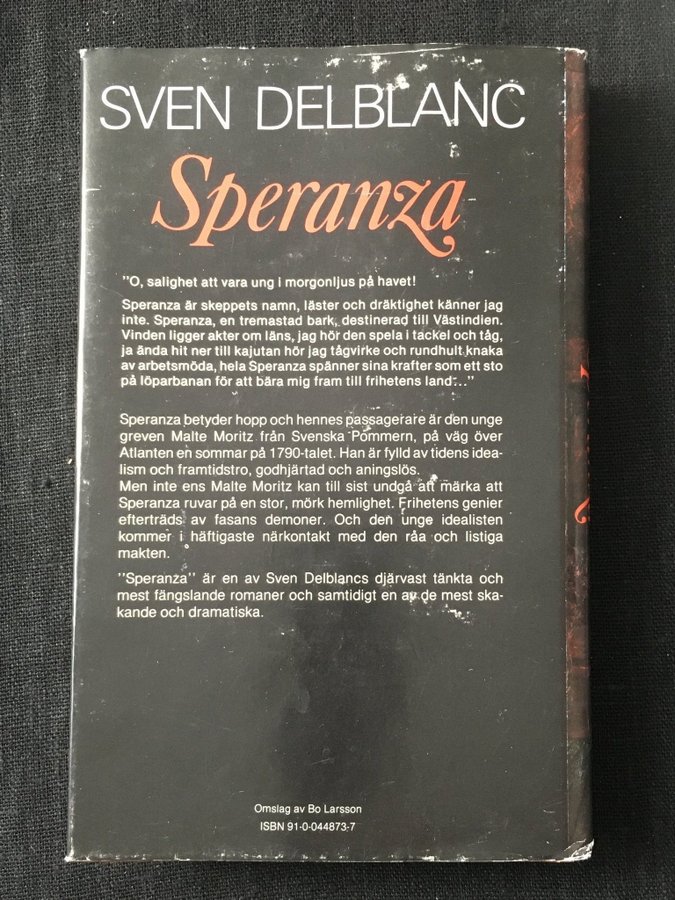 SVEN DELBLANC
Speranza
"O, salighet att vara ung i morgonljus på havet!
Speranza är skeppets namn, läster och dräktighet känner jag
inte. Speranza, en tremastad bark, destinerad till Västindien.
Vinden ligger akter om läns, jag hör den spela i tackel och tåg,
ja ända hit ner till kajutan hör jag tågvirke och rundhult knaka
av arbetsmöda, hela Speranza spänner sina krafter som ett sto
på löparbanan för att bära mig fram till frihetens land..."
Speranza betyder hopp och hennes passagerare är den unge
greven Malte Moritz från Svenska Pommern, på väg över
Atlanten en sommar på 1790-talet. Han är fylld av tidens idea-
lism och framtidstro, godhjärtad och aningslös.
Men inte ens Malte Moritz kan till sist undgå att märka att
Speranza ruvar på en stor, mörk hemlighet. Frihetens genier
efterträds av fasans demoner. Och den unge idealisten
kommer i häftigaste närkontakt med den råa och listiga
makten.
"Speranza" är en av Sven Delblancs djärvast tänkta och
mest fängslande romaner och samtidigt en av de mest ska-
kande och dramatiska.
Omslag av Bo Larsson
ISBN 91-0-044873-7